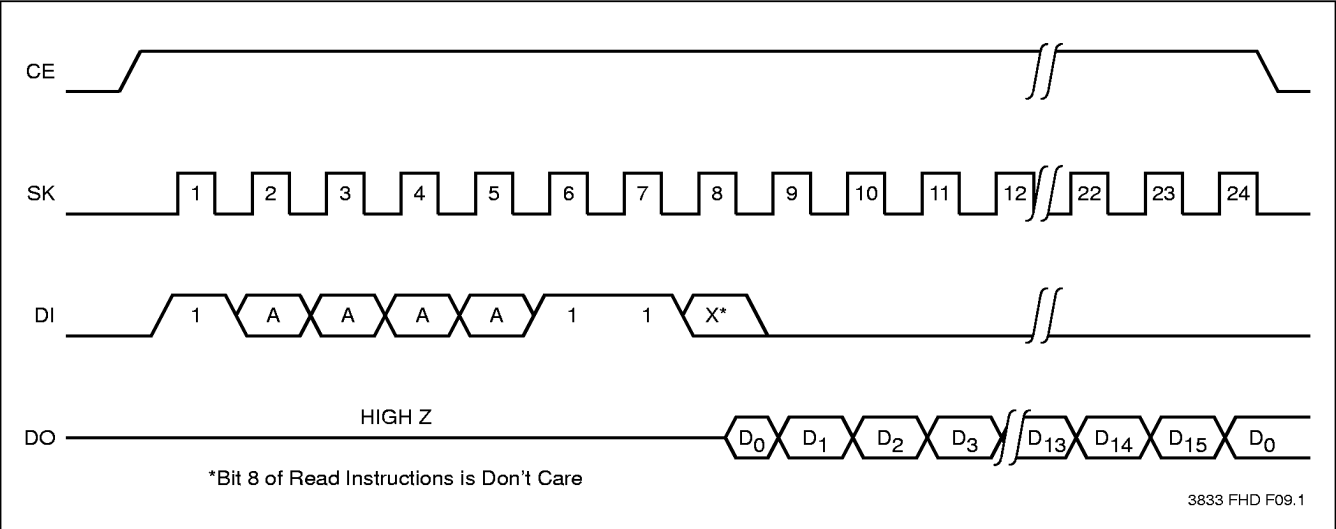 CE
SK 1 2 3 4 5 6 7 8 9 10 11 12 22 23 24
DI 1 A A A A 1 1 X*
HIGH Z
DO D0 D1 D2 D3 D13 D14 D15 D0
*Bit 8 of Read Instructions is Don't Care
3833 FHD F09.1